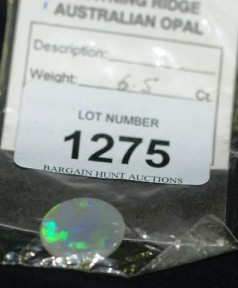 RIDGE
AUSTRALIAN OPAL
Description:
Weight: 6.5 Ct.
LOT NUMBER
1275
BARGAIN HUNT AUCTIONS